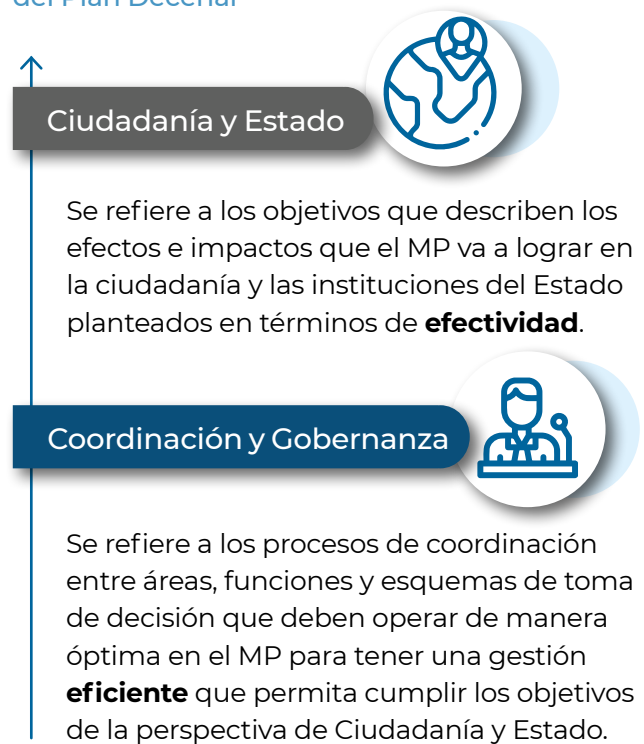 del Plan Decenal
Ciudadanía y Estado
Se refiere a los objetivos que describen los
efectos e impactos que el MP va a lograr en
la ciudadanía y las instituciones del Estado
planteados en términos de efectividad.
Coordinación y Gobernanza
Se refiere a los procesos de coordinación
entre áreas, funciones y esquemas de toma
de decisión que deben operar de manera
óptima en el MP para tener una gestión
eficiente que permita cumplir los objetivos
de la perspectiva de Ciudadanía y Estado.